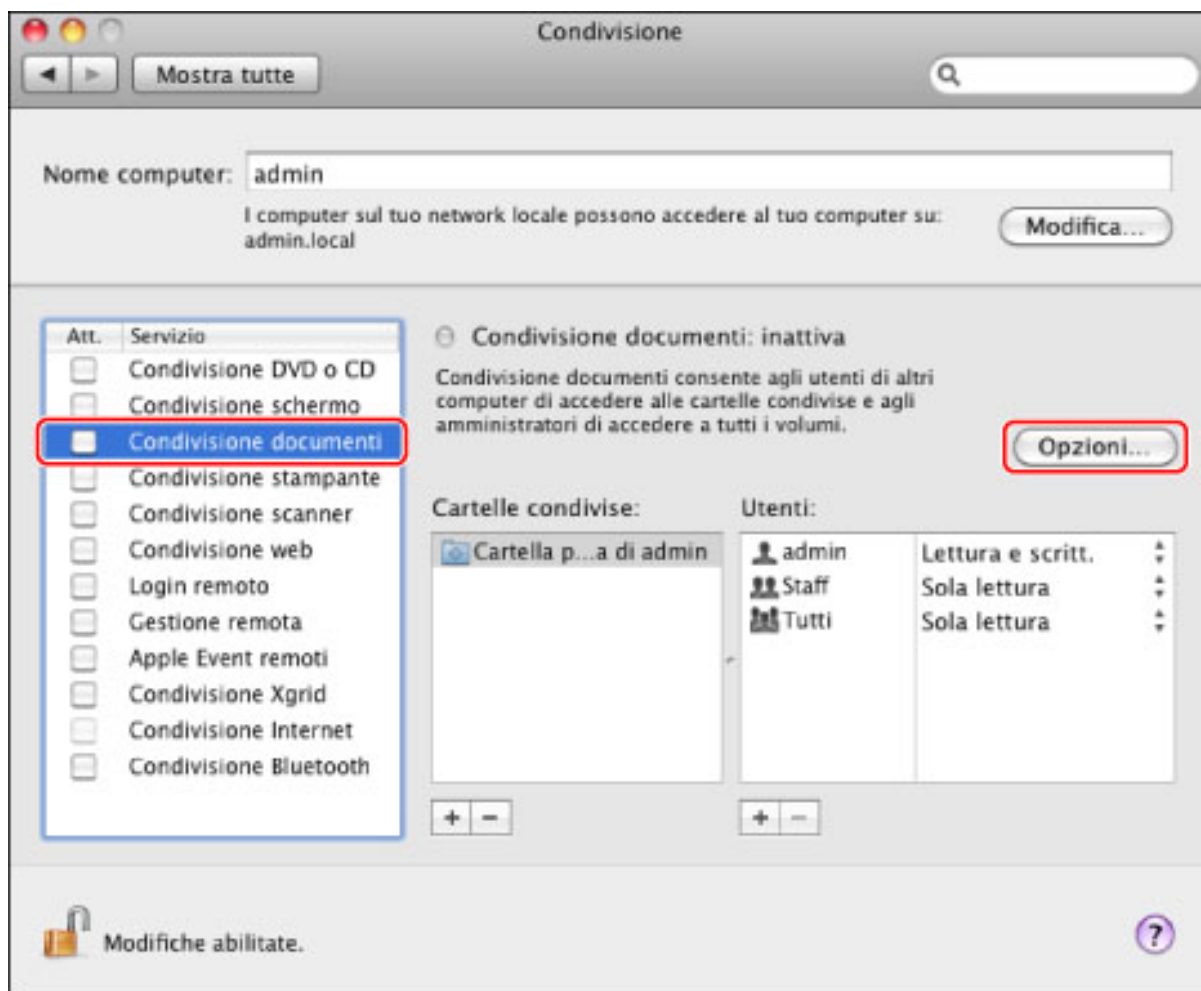 Condivisione
Mostra tutte
Nome computer: admin
I computer sul tuo network locale possono accedere al tuo computer su:
admin.local
Modifica...
Att. Servizio
Condivisione DVD o CD
Condivisione schermo
Condivisione documenti
Condivisione stampante
Condivisione scanner
Condivisione web
Login remoto
Gestione remota
Apple Event remoti
Condivisione Xgrid
Condivisione Internet
Condivisione Bluetooth
Condivisione documenti: inattiva
Condivisione documenti consente agli utenti di altri
computer di accedere alle cartelle condivise e agli
amministratori di accedere a tutti i volumi.
Opzioni...
Cartelle condivise:
Cartella p...a di admin
Utenti:
admin Lettura e scritt.
Staff Sola lettura
Tutti Sola lettura
+ −
+ −
Modifiche abilitate.
?